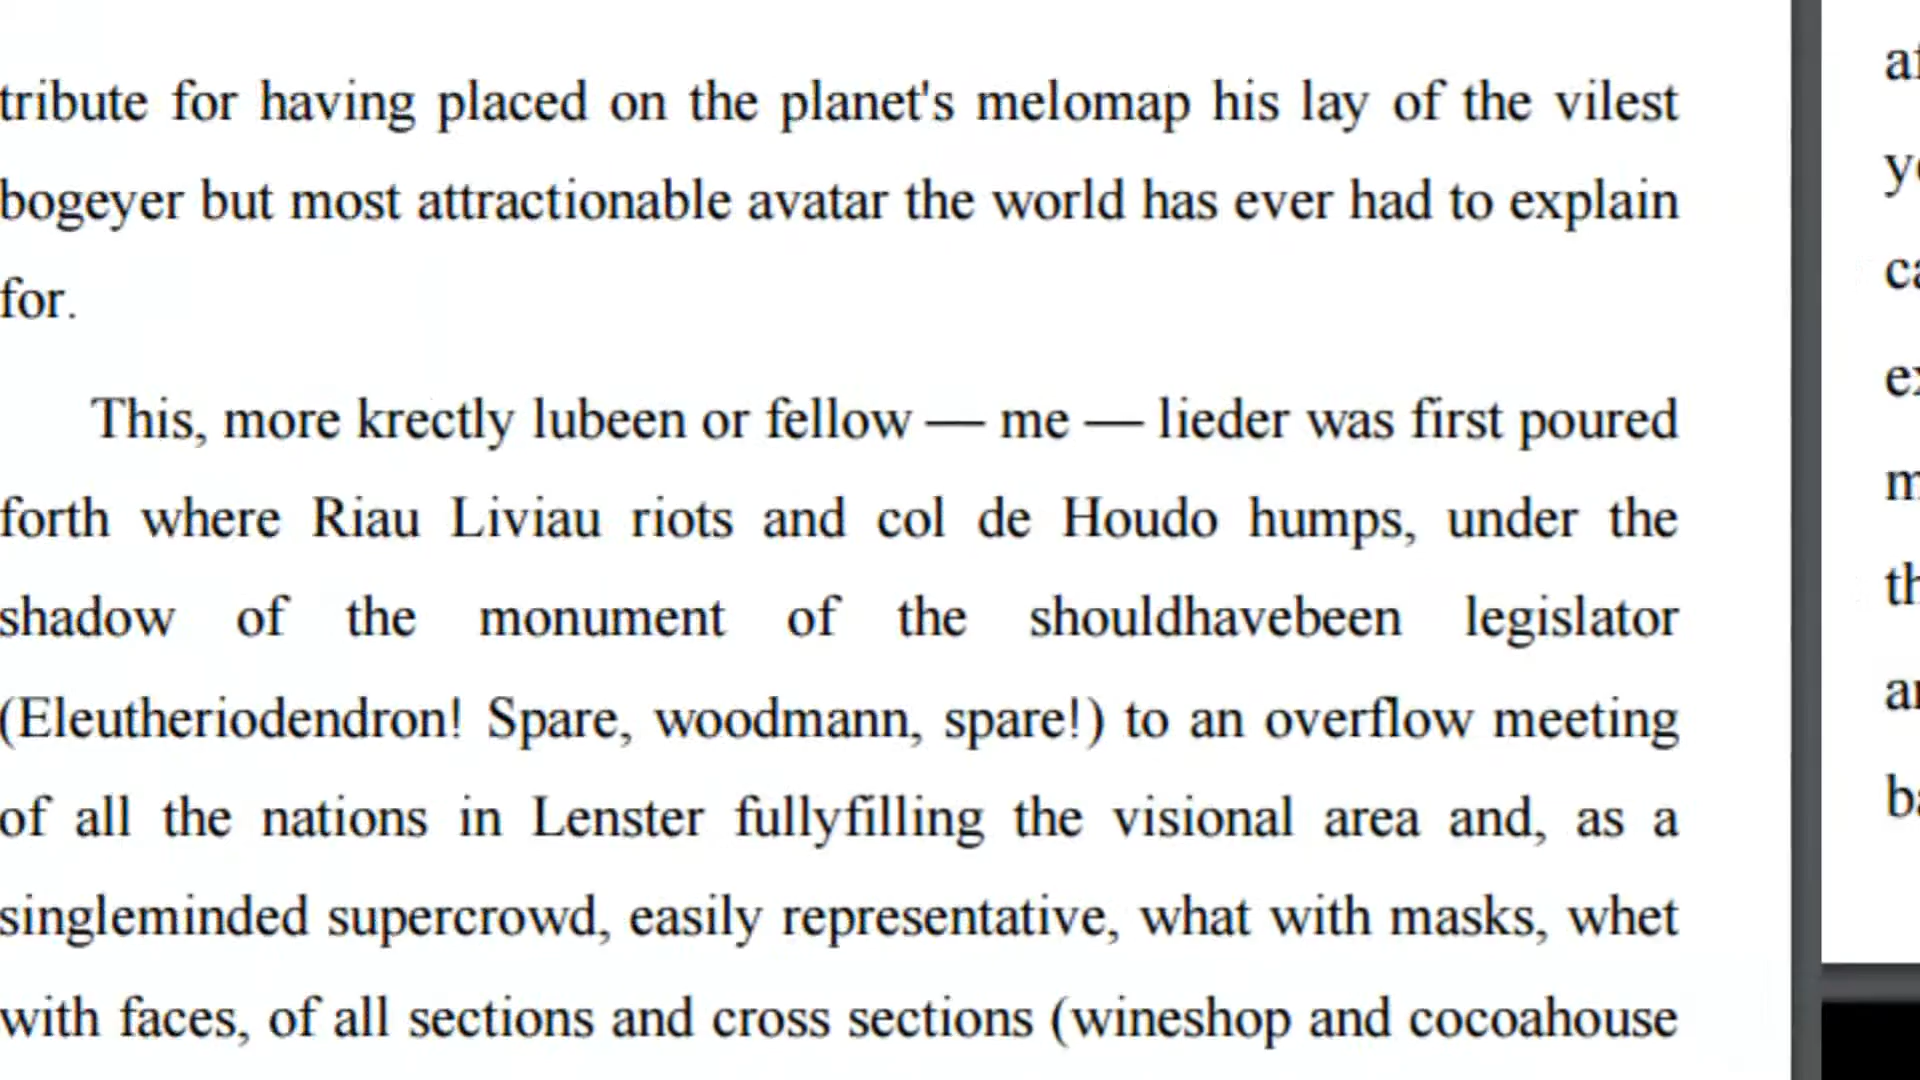 tribute for having placed on the planet's melomap his lay of the vilest
bogeyer but most attractionable avatar the world has ever had to explain
for.
This, more krectly lubeen or fellow — me — lieder was first poured
forth where Riau Liviau riots and col de Houdo humps, under the
shadow of the monument of the shouldhavebeen legislator
(Eleutheriodendron! Spare, woodmann, spare!) to an overflow meeting
of all the nations in Lenster fullyfilling the visional area and, as a
singleminded supercrowd, easily representative, what with masks, whet
with faces, of all sections and cross sections (wineshop and cocoahouse